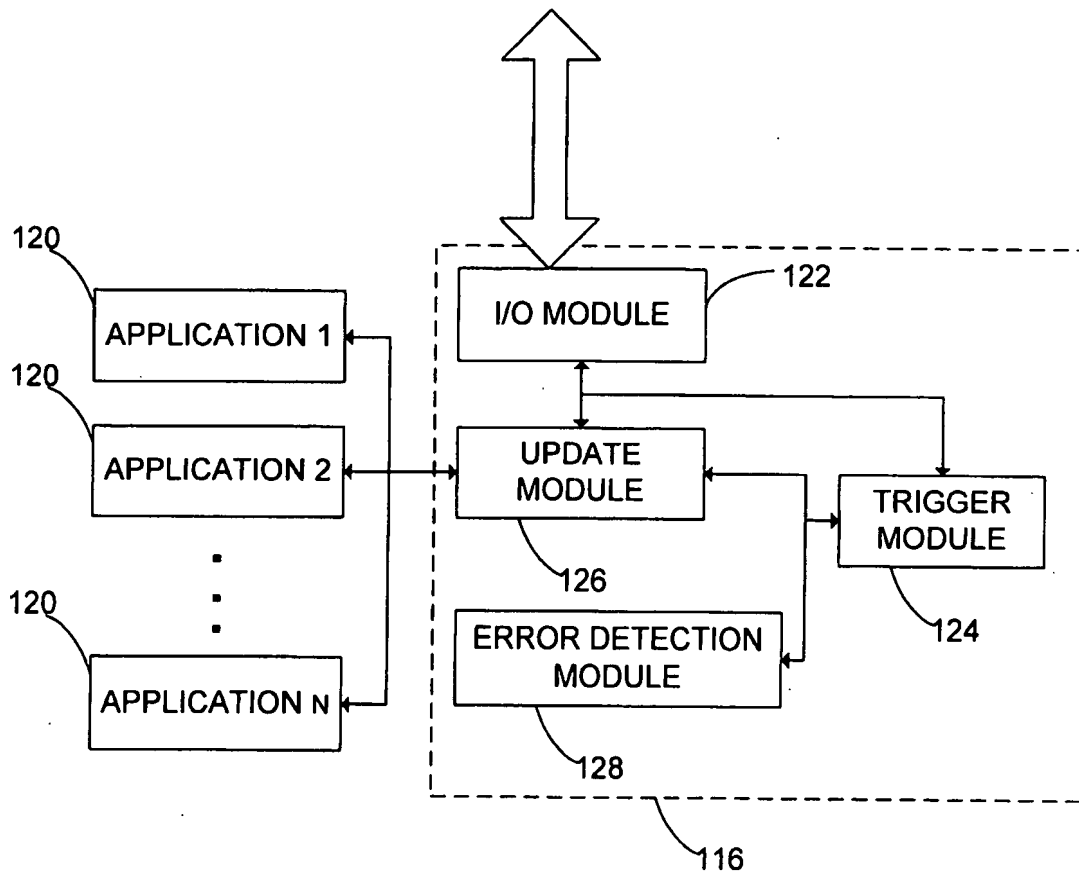 120
APPLICATION 1
120
APPLICATION 2
120
APPLICATION N
I/O MODULE
122
UPDATE
MODULE
126
TRIGGER
MODULE
124
ERROR DETECTION
MODULE
128
116